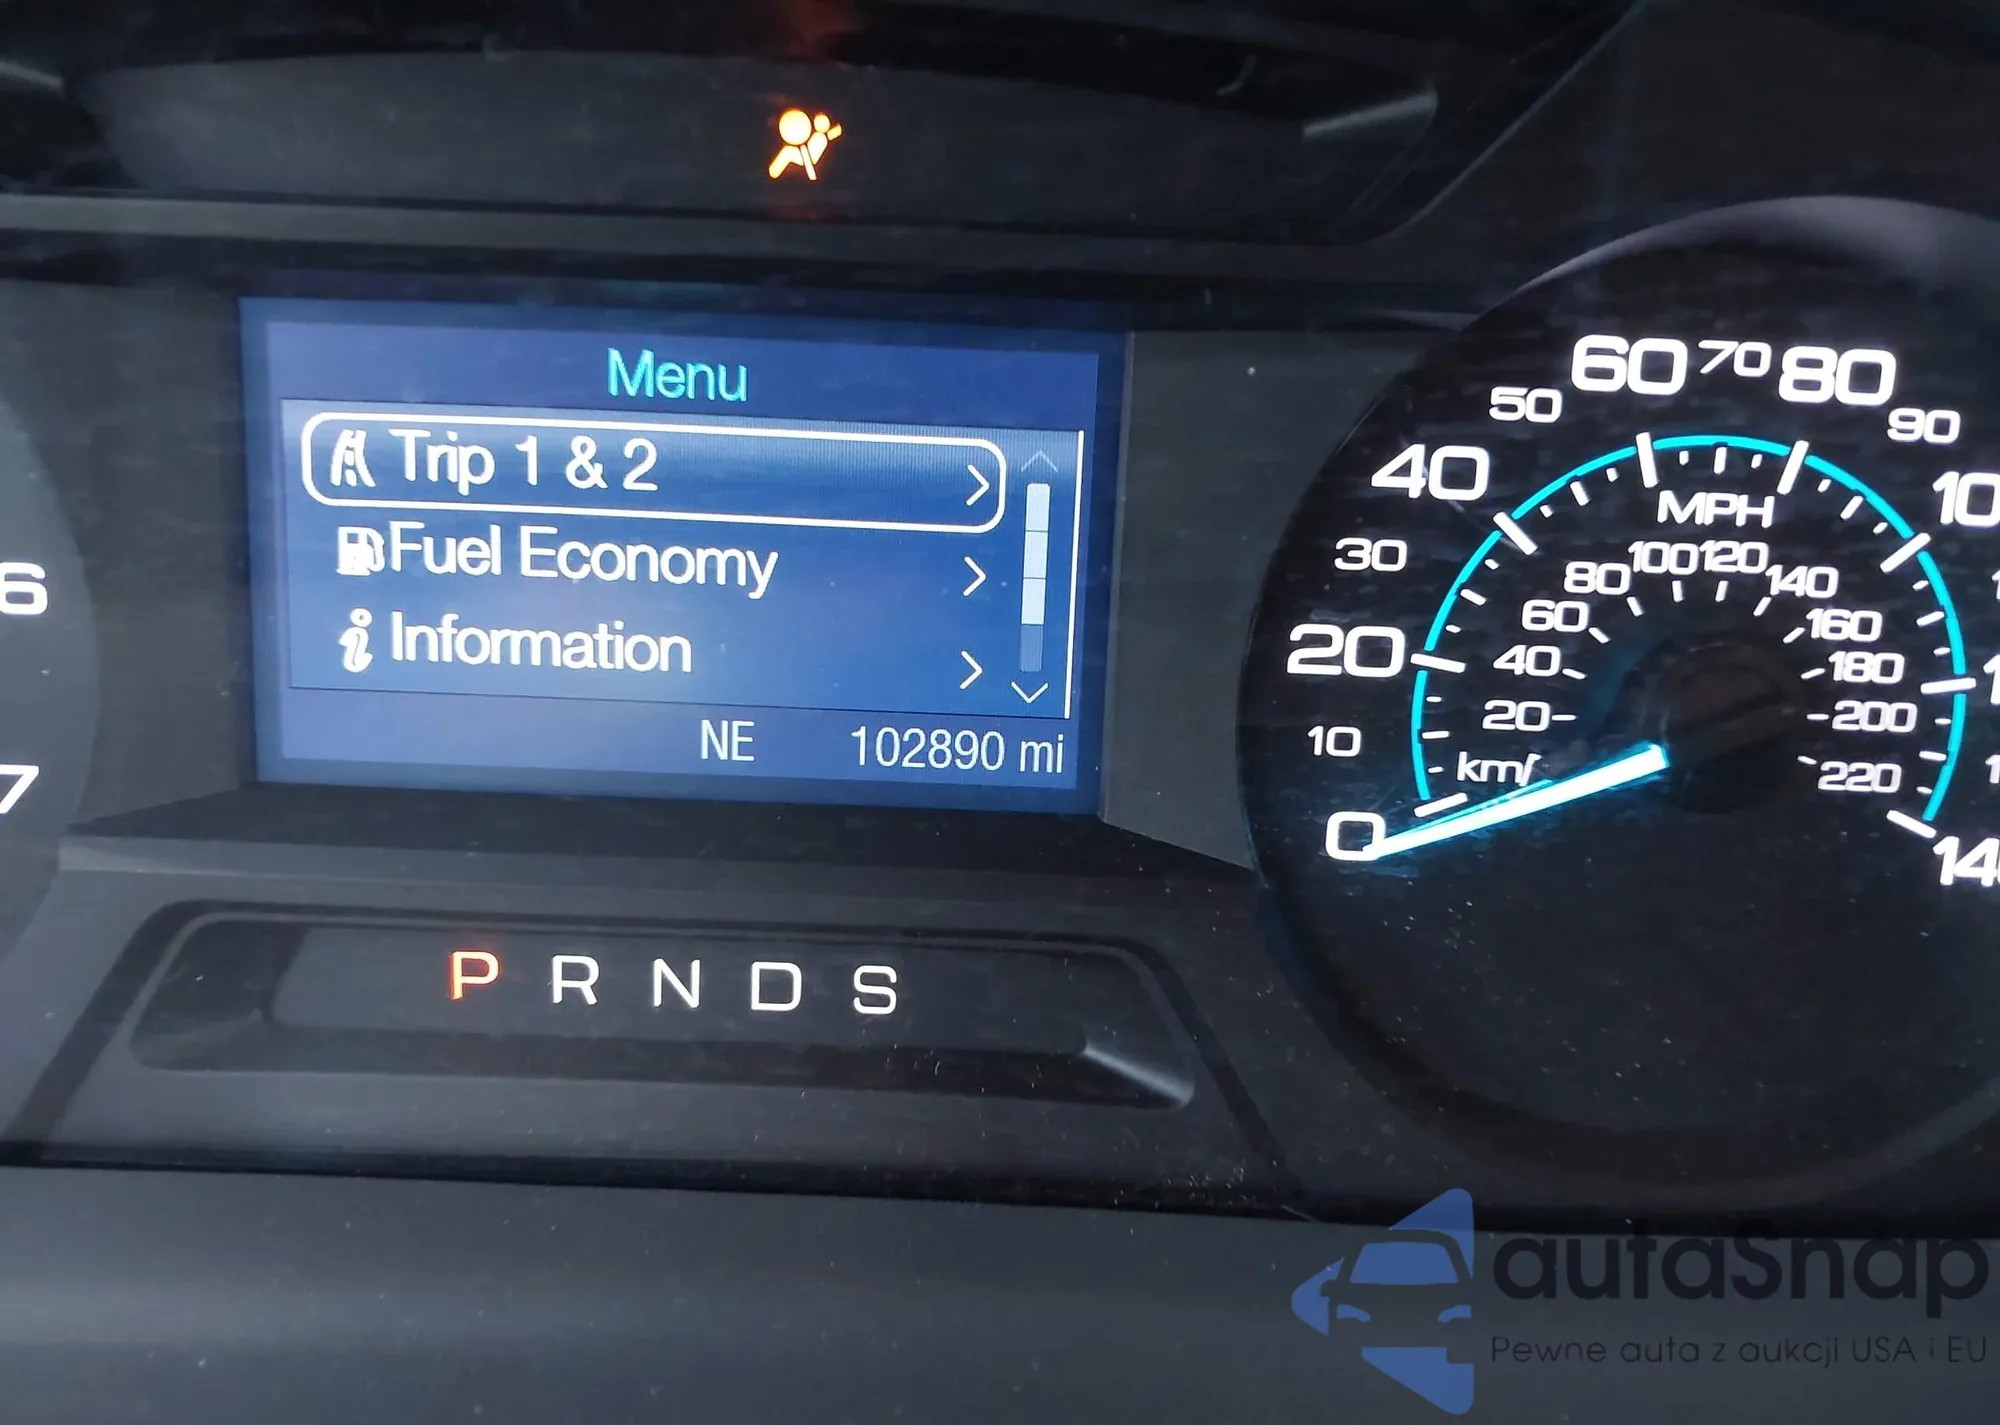 Menu
Trip 1 & 2
Fuel Economy
Information
NE 102890 mi
6
7
P R N D S
0 10 20 30 40 50 60 70 80 90
MPH
20 40 60 80 100 120 140 160 180 200 220
autaSnap
Pewne auta z aukcji USA i EU